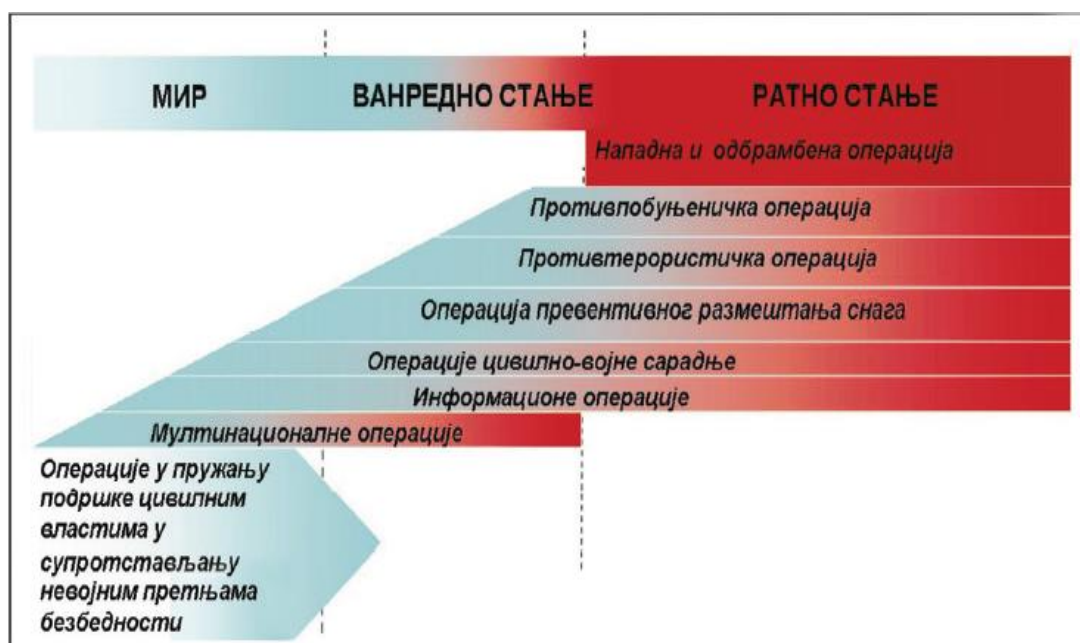 МИР ВАНРЕДНО СТАЊЕ РАТНО СТАЊЕ
Нападна и одбрамбена операција
Противпобуњеничка операција
Противтерористичка операција
Операција превентивног размештања снага
Операције цивилно-војне сарадње
Информационе операције
Мултинационалне операције
Операције у пружању
подршке цивилним
властима у
супротстављању
невојним претњама
безбедности